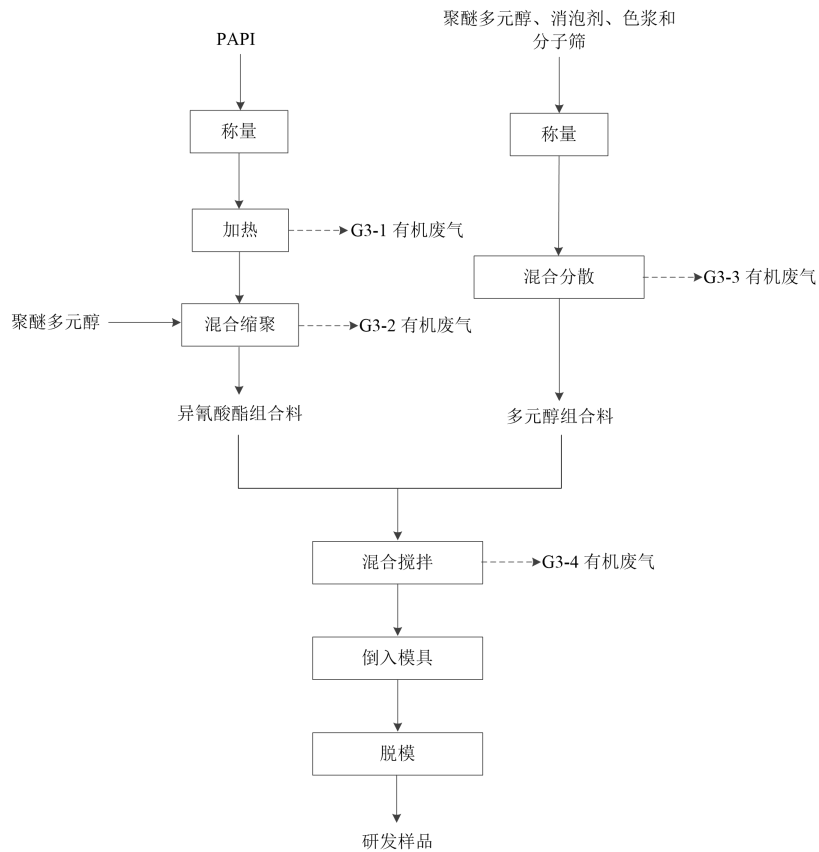 PAPI
聚醚多元醇、消泡剂、色浆和
分子筛
称量
称量
加热
G3-1 有机废气
混合分散
G3-3 有机废气
聚醚多元醇
混合缩聚
G3-2 有机废气
异氰酸酯组合料
多元醇组合料
混合搅拌
G3-4 有机废气
倒入模具
脱模
研发样品